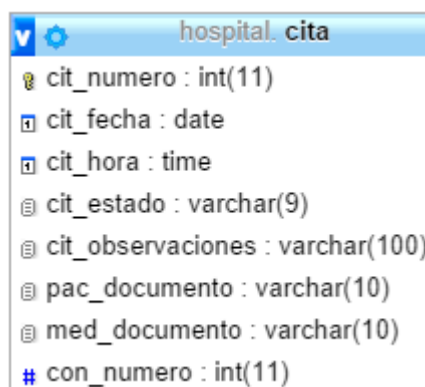 v hospital. cita
cit_numero : int(11)
cit_fecha : date
cit_hora : time
cit_estado : varchar(9)
cit_observaciones : varchar(100)
pac_documento : varchar(10)
med_documento : varchar(10)
# con_numero : int(11)